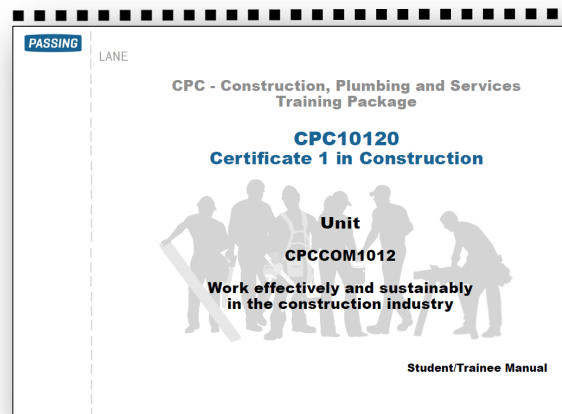 PASSING
LANE
CPC - Construction, Plumbing and Services
Training Package
CPC10120
Certificate 1 in Construction
Unit
CPCCOM1012
Work effectively and sustainably
in the construction industry
Student/Trainee Manual